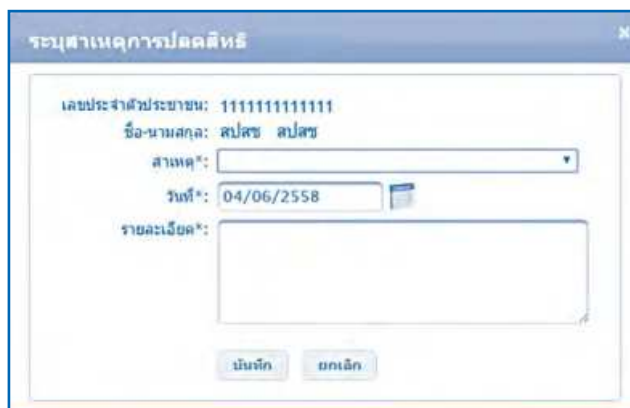 ระบุสาเหตุการปลดสิทธิ
เลขประจำตัวประชาชน: 1111111111111
ชื่อ-นามสกุล: สปสช สปสช
สาเหตุ*:
วันที่*: 04/06/2558
รายละเอียด*:
บันทึก ยกเลิก